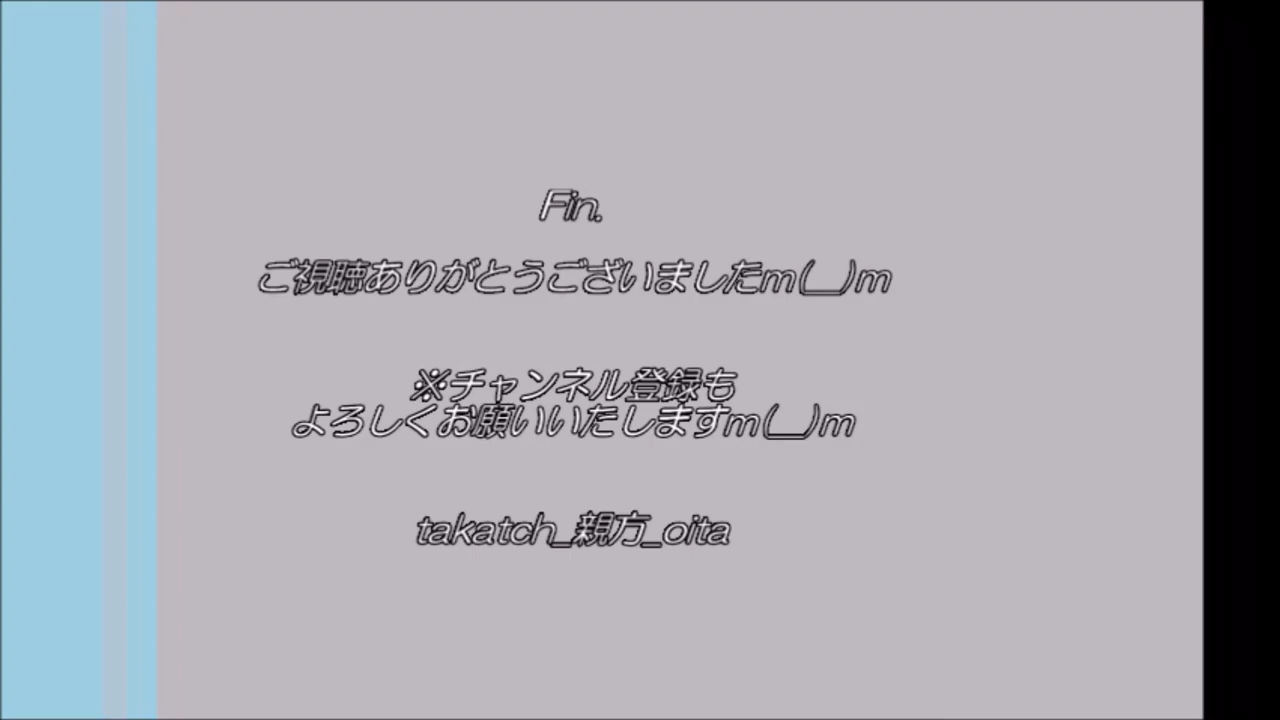 Fin.
ご視聴ありがとうございましたm(__)m
※チャンネル登録も
よろしくお願いいたしますm(__)m
takatch_親方_oita